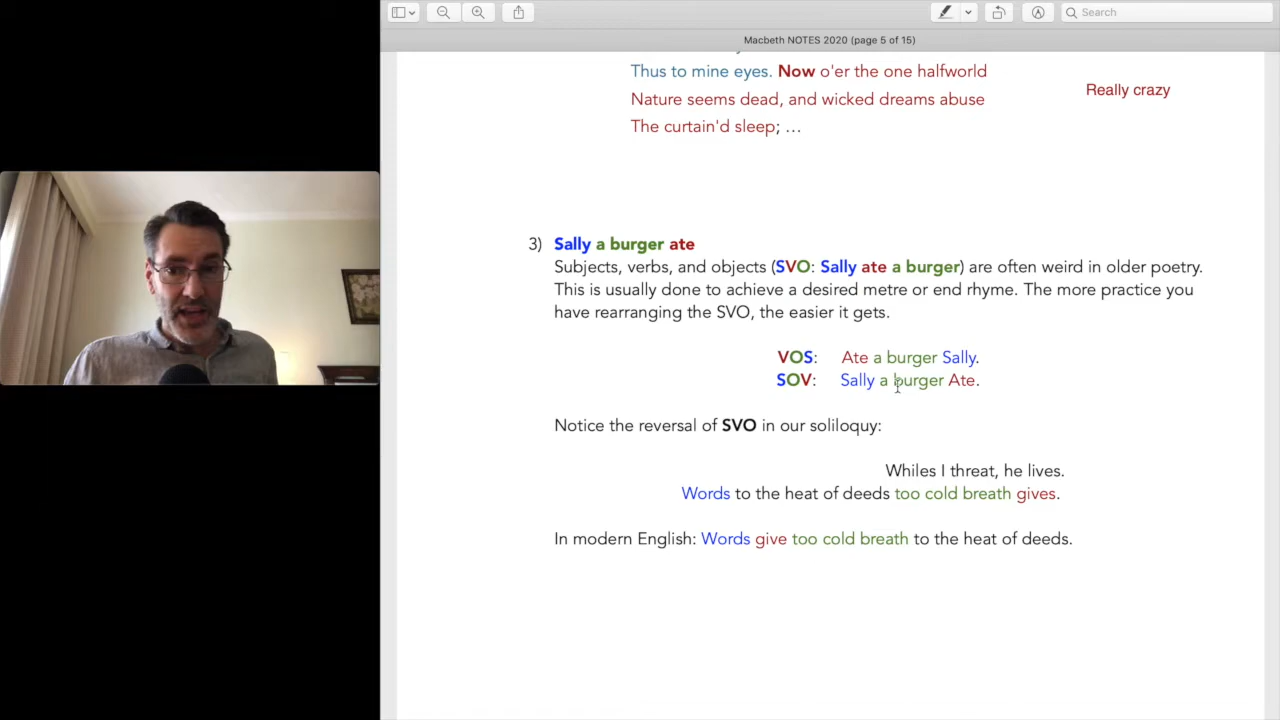 Search
Macbeth NOTES 2020 (page 5 of 15)
Thus to mine eyes. Now o'er the one halfworld
Nature seems dead, and wicked dreams abuse
The curtain'd sleep; …
Really crazy
3) Sally a burger ate
Subjects, verbs, and objects (SVO: Sally ate a burger) are often weird in older poetry.
This is usually done to achieve a desired metre or end rhyme. The more practice you
have rearranging the SVO, the easier it gets.
VOS: Ate a burger Sally.
SOV: Sally a burger Ate.
Notice the reversal of SVO in our soliloquy:
Whiles I threat, he lives.
Words to the heat of deeds too cold breath gives.
In modern English: Words give too cold breath to the heat of deeds.